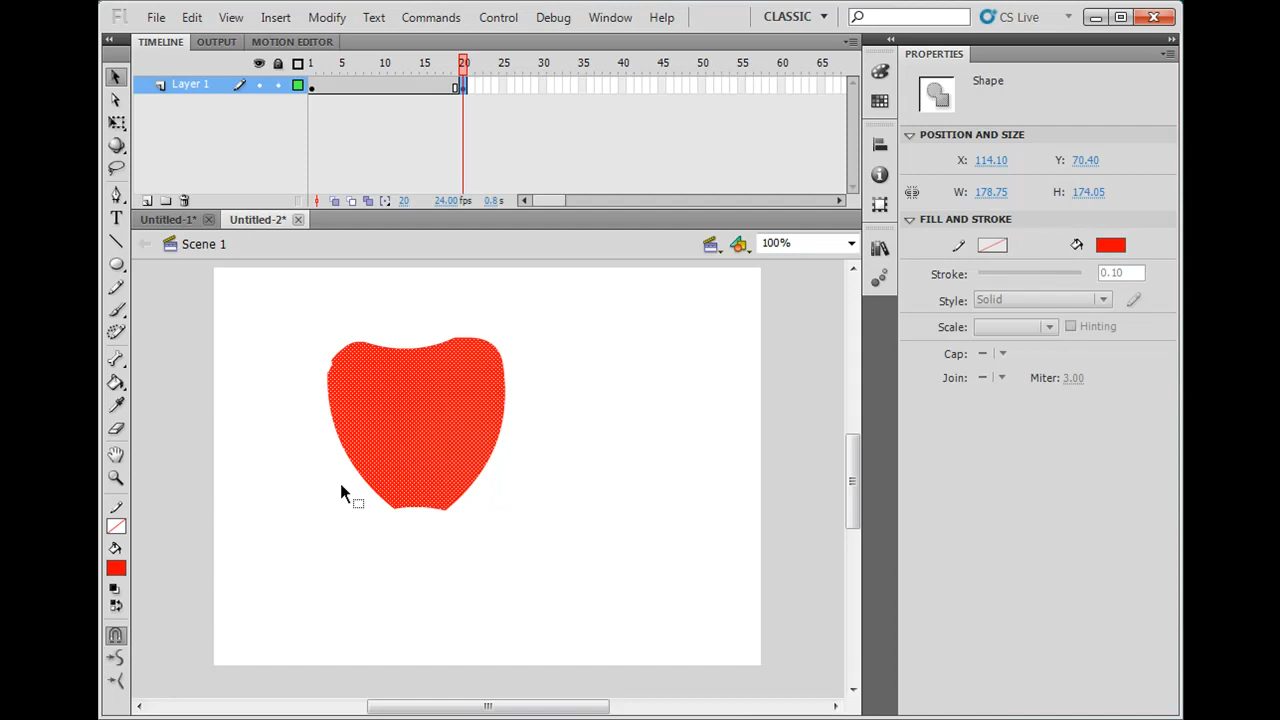 Fl File Edit View Insert Modify Text Commands Control Debug Window Help CLASSIC CS Live
TIMELINE OUTPUT MOTION EDITOR
1 5 10 15 20 25 30 35 40 45 50 55 60 65
Layer 1
20 24.00 fps 0.8 s
Untitled-1* Untitled-2*
Scene 1 100%
T
PROPERTIES
Shape
POSITION AND SIZE
X: 114.10 Y: 70.40
W: 178.75 H: 174.05
FILL AND STROKE
Stroke: 0.10
Style: Solid
Scale: Hinting
Cap:
Join: Miter: 3.00